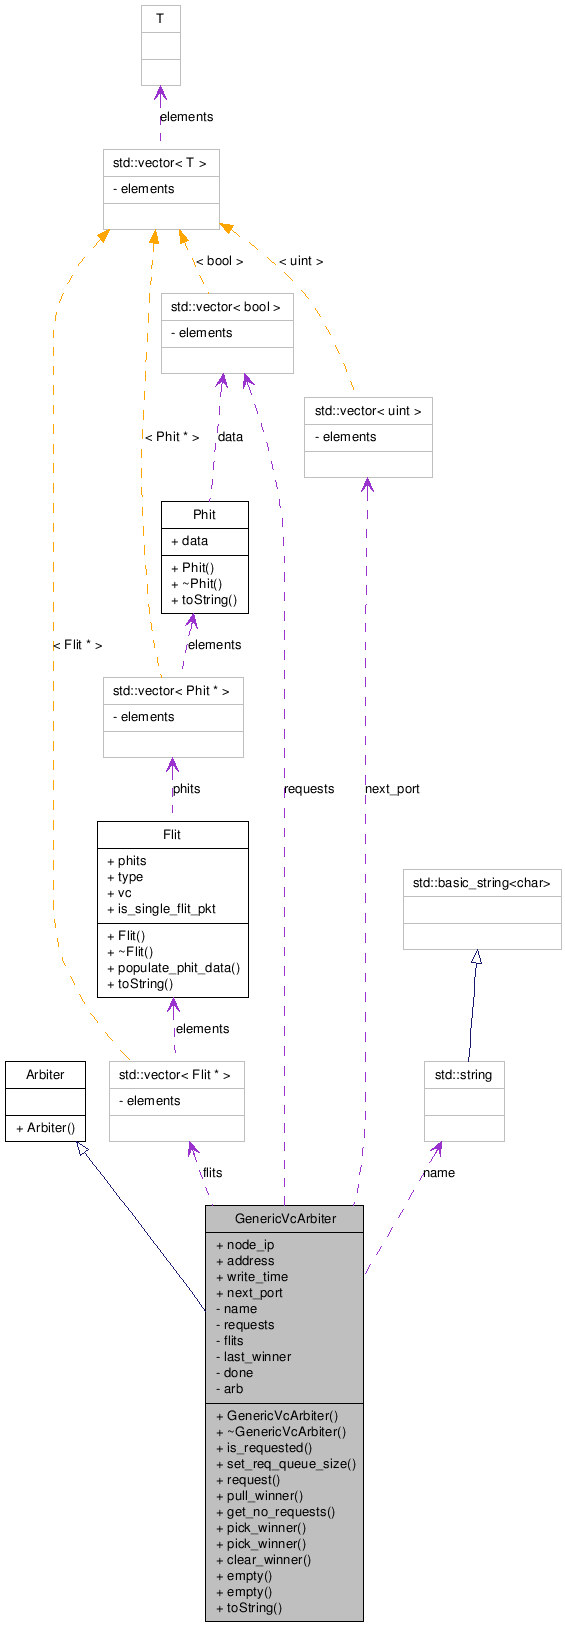 T
elements
std::vector< T >
- elements
< bool >
< uint >
std::vector< bool >
- elements
std::vector< uint >
- elements
< Phit * >
data
Phit
+ data
+ Phit()
+ ~Phit()
+ toString()
< Flit * >
elements
std::vector< Phit * >
- elements
phits
requests
next_port
Flit
+ phits
+ type
+ vc
+ is_single_flit_pkt
+ Flit()
+ ~Flit()
+ populate_phit_data()
+ toString()
std::basic_string<char>
elements
Arbiter
+ Arbiter()
std::vector< Flit * >
- elements
std::string
flits
name
GenericVcArbiter
+ node_ip
+ address
+ write_time
+ next_port
- name
- requests
- flits
- last_winner
- done
- arb
+ GenericVcArbiter()
+ ~GenericVcArbiter()
+ is_requested()
+ set_req_queue_size()
+ request()
+ pull_winner()
+ get_no_requests()
+ pick_winner()
+ pick_winner()
+ clear_winner()
+ empty()
+ empty()
+ toString()